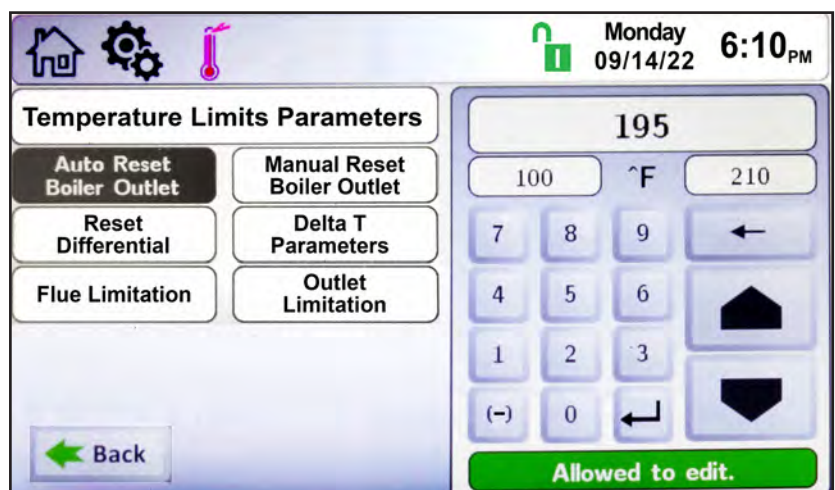 Monday
09/14/22
6:10PM
Temperature Limits Parameters
Auto Reset
Boiler Outlet
Manual Reset
Boiler Outlet
Reset
Differential
Delta T
Parameters
Flue Limitation
Outlet
Limitation
Back
195
100 ^F 210
7 8 9
4 5 6
1 2 3
(-) 0
Allowed to edit.